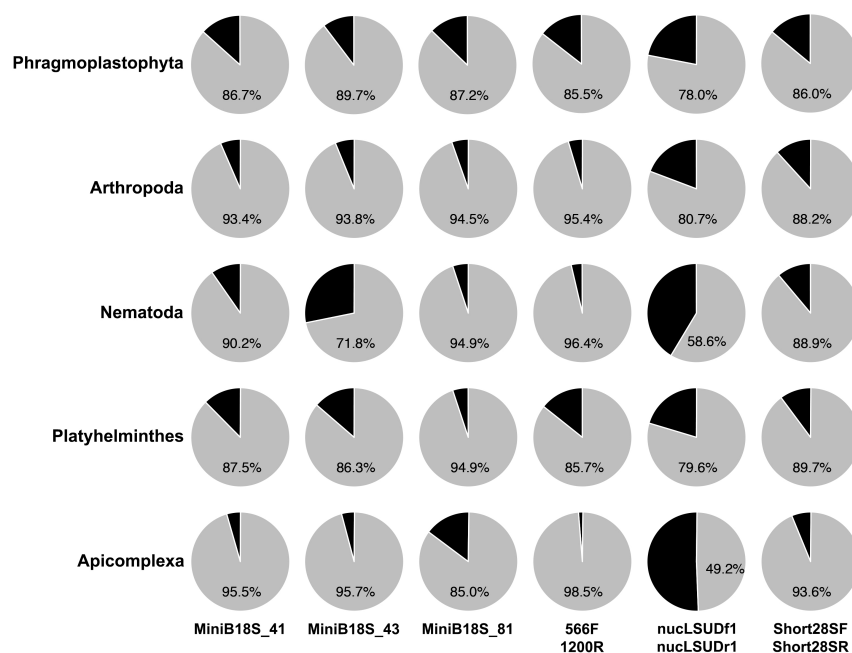 Phragmoplastophyta
86.7% 89.7% 87.2% 85.5% 78.0% 86.0%
Arthropoda
93.4% 93.8% 94.5% 95.4% 80.7% 88.2%
Nematoda
90.2% 71.8% 94.9% 96.4% 58.6% 88.9%
Platyhelminthes
87.5% 86.3% 94.9% 85.7% 79.6% 89.7%
Apicomplexa
95.5% 95.7% 85.0% 98.5% 49.2% 93.6%
MiniB18S_41 MiniB18S_43 MiniB18S_81 566F nucLSUDf1 Short28SF
1200R nucLSUDr1 Short28SR